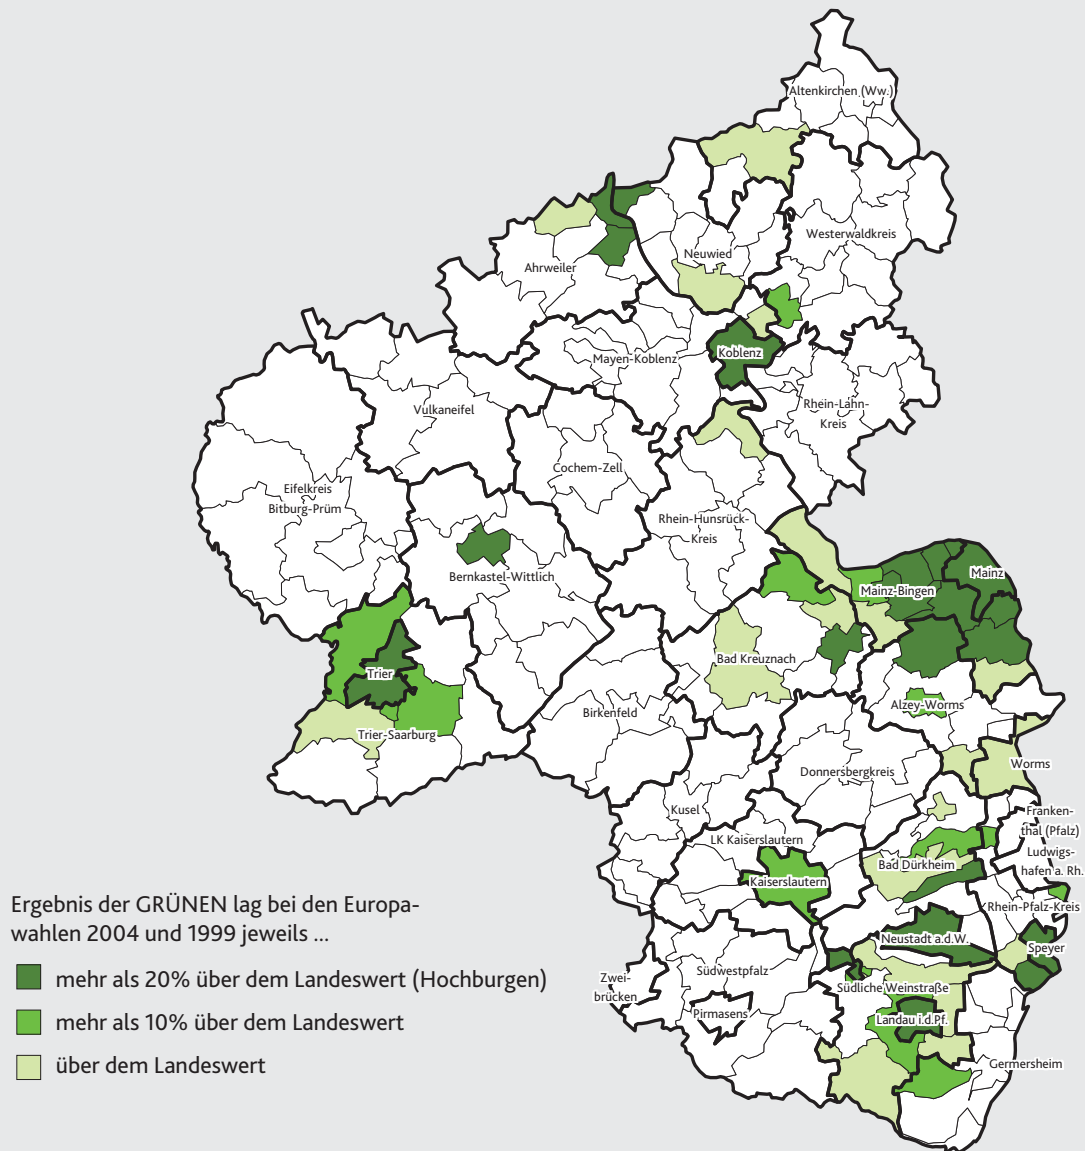 Altenkirchen (Ww.)
Westerwaldkreis
Neuwied
Ahrweiler
Koblenz
Mayen-Koblenz
Rhein-Lahn-
Kreis
Vulkaneifel
Cochem-Zell
Eifelkreis
Bitburg-Prüm
Rhein-Hunsrück-
Kreis
Bernkastel-Wittlich
Mainz
Mainz-Bingen
Bad Kreuznach
Trier
Alzey-Worms
Birkenfeld
Trier-Saarburg
Worms
Donnersbergkreis
Kusel
Franken-
thal (Pfalz)
LK Kaiserslautern
Ludwigs-
hafen a. Rh.
Bad Dürkheim
Kaiserslautern
Rhein-Pfalz-Kreis
Neustadt a.d.W.
Speyer
Südwestpfalz
Zwei-
brücken
Südliche Weinstraße
Pirmasens
Landau i.d.Pf.
Germersheim
Ergebnis der GRÜNEN lag bei den Europa-
wahlen 2004 und 1999 jeweils ...
mehr als 20% über dem Landeswert (Hochburgen)
mehr als 10% über dem Landeswert
über dem Landeswert